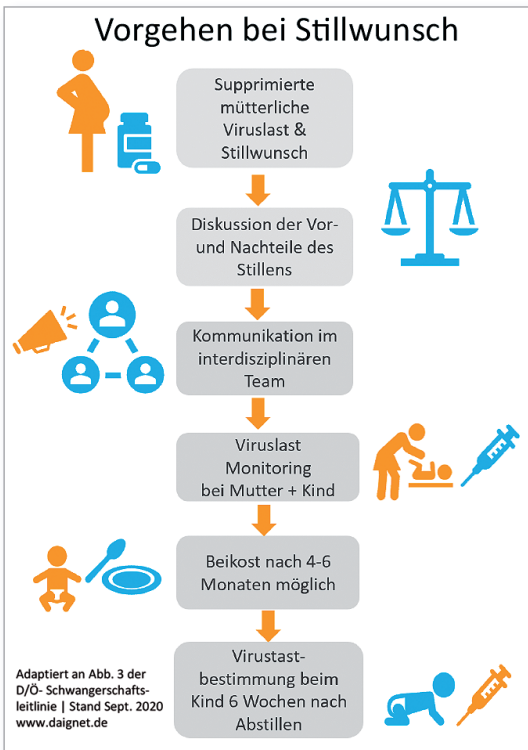 Vorgehen bei Stillwunsch
Supprimierte
mütterliche
Viruslast &
Stillwunsch
Diskussion der Vor-
und Nachteile des
Stillens
Kommunikation im
interdisziplinären
Team
Viruslast
Monitoring
bei Mutter + Kind
Beikost nach 4-6
Monaten möglich
Virustast-
bestimmung beim
Kind 6 Wochen nach
Abstillen
Adaptiert an Abb. 3 der
D/Ö- Schwangerschafts-
leitlinie | Stand Sept. 2020
www.daignet.de